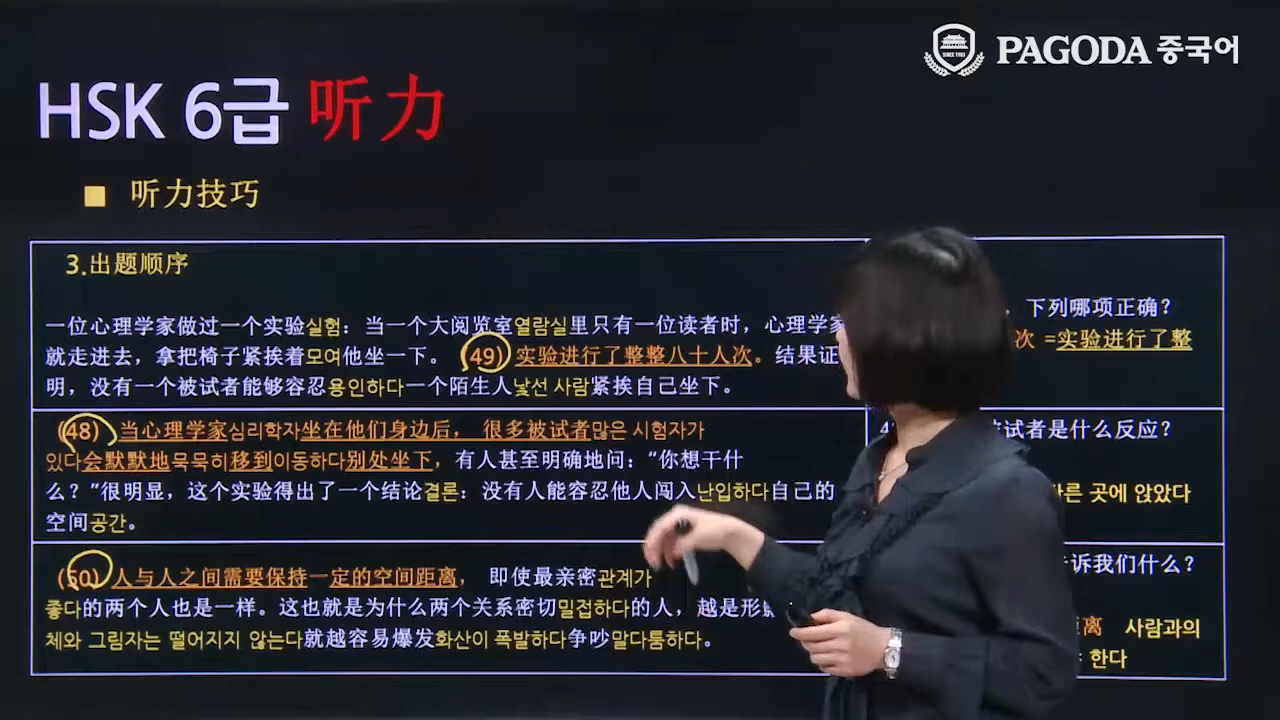 SINCE 1983
PAGODA 중국어
HSK 6급 听力
■ 听力技巧
3.出题顺序
一位心理学家做过一个实验실험：当一个大阅览室열람실里只有一位读者时，心理学家
就走进去，拿把椅子紧挨着모여他坐一下。 (49) 实验进行了整整八十人次。结果证
明，没有一个被试者能够容忍용인하다一个陌生人낯선 사람紧挨自己坐下。
下列哪项正确？
次 =实验进行了整
(48) 当心理学家심리학자坐在他们身边后， 很多被试者많은 시험자가
있다会默默地묵묵히移到이동하다别处坐下，有人甚至明确地问：“你想干什
么？”很明显，这个实验得出了一个结论결론：没有人能容忍他人闯入난입하다自己的
空间공간。
试者是什么反应？
른 곳에 앉았다
(50) 人与人之间需要保持一定的空间距离， 即使最亲密관계가
좋다的两个人也是一样。这也就是为什么两个关系密切밀접하다的人，越是形
体와 그림자는 떨어지지 않는다就越容易爆发화산이 폭발하다争吵말다툼하다。
诉我们什么？
离 사람과의
한다